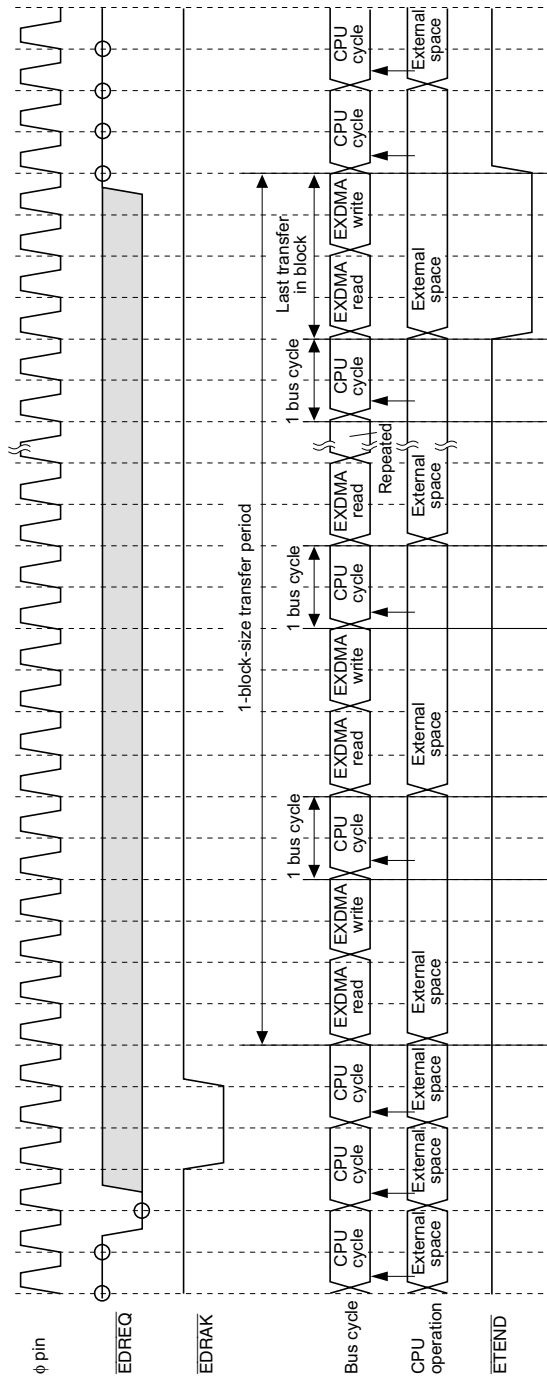 φ pin
EDREQ
EDRAK
1-block-size transfer period
Last transfer
in block
1 bus cycle
1 bus cycle
1 bus cycle
Bus cycle
CPU
cycle
CPU
cycle
CPU
cycle
EXDMA
read
EXDMA
write
CPU
cycle
EXDMA
read
EXDMA
write
CPU
cycle
EXDMA
read
Repeated
CPU
cycle
EXDMA
read
EXDMA
write
CPU
cycle
CPU
cycle
CPU
operation
External
space
External
space
External
space
External
space
External
space
External space
External
space
External
space
ETEND